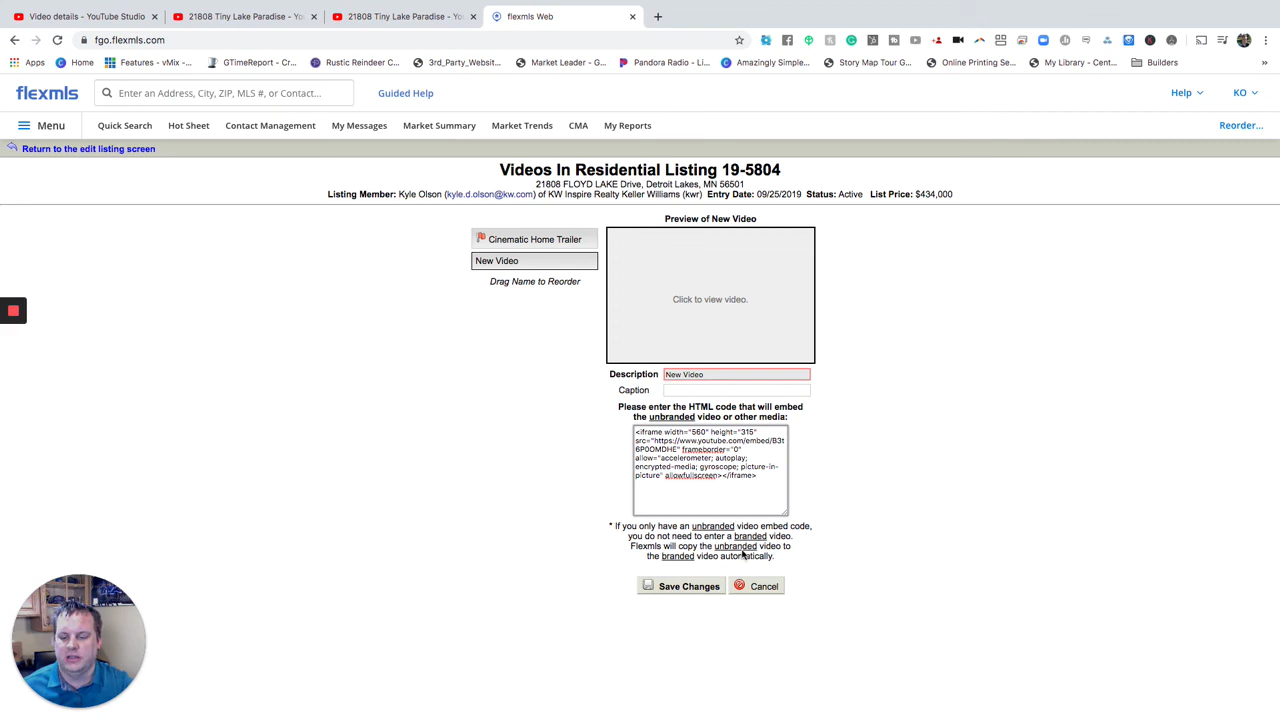 Video details - YouTube Studio
21808 Tiny Lake Paradise - Yo
21808 Tiny Lake Paradise - Yo
flexmls Web
fgo.flexmls.com
Apps
Home
Features - vMix -...
GTimeReport - Cr...
Rustic Reindeer C...
3rd_Party_Website...
Market Leader - G...
Pandora Radio - Li...
Amazingly Simple...
Story Map Tour G...
Online Printing Se...
My Library - Cent...
Builders
flexmls
Enter an Address, City, ZIP, MLS #, or Contact...
Guided Help
Help
KO
Menu
Quick Search
Hot Sheet
Contact Management
My Messages
Market Summary
Market Trends
CMA
My Reports
Reorder...
Return to the edit listing screen
Videos In Residential Listing 19-5804
21808 FLOYD LAKE Drive, Detroit Lakes, MN 56501
Listing Member: Kyle Olson (kyle.d.olson@kw.com) of KW Inspire Realty Keller Williams (kwr) Entry Date: 09/25/2019 Status: Active List Price: $434,000
Preview of New Video
Cinematic Home Trailer
New Video
Drag Name to Reorder
Click to view video.
Description New Video
Caption
Please enter the HTML code that will embed
the unbranded video or other media:
<iframe width="560" height="315"
src="https://www.youtube.com/embed/B3t
6P0OMDHE" frameborder="0"
allow="accelerometer; autoplay;
encrypted-media; gyroscope; picture-in-
picture" allowfullscreen></iframe>
* If you only have an unbranded video embed code,
you do not need to enter a branded video.
Flexmls will copy the unbranded video to
the branded video automatically.
Save Changes
Cancel